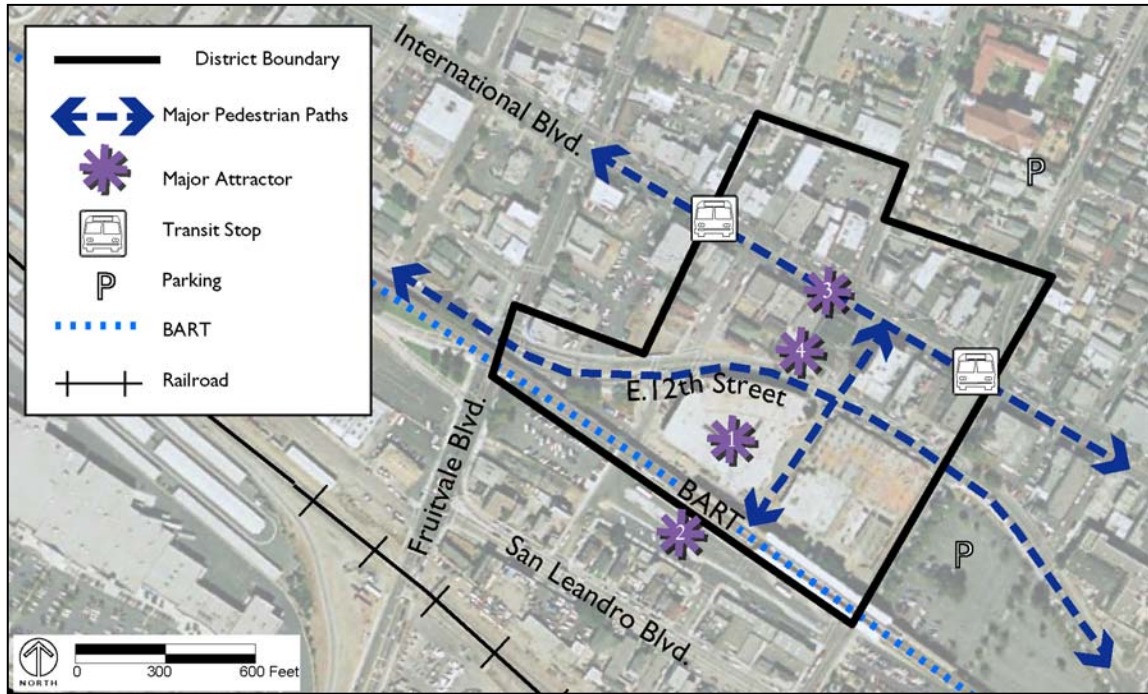 District Boundary
Major Pedestrian Paths
Major Attractor
Transit Stop
P
Parking
BART
Railroad
International Blvd.
P
3
4
E.12th Street
1
BART
2
Fruitvale Blvd.
San Leandro Blvd.
P
NORTH
0 300 600 Feet